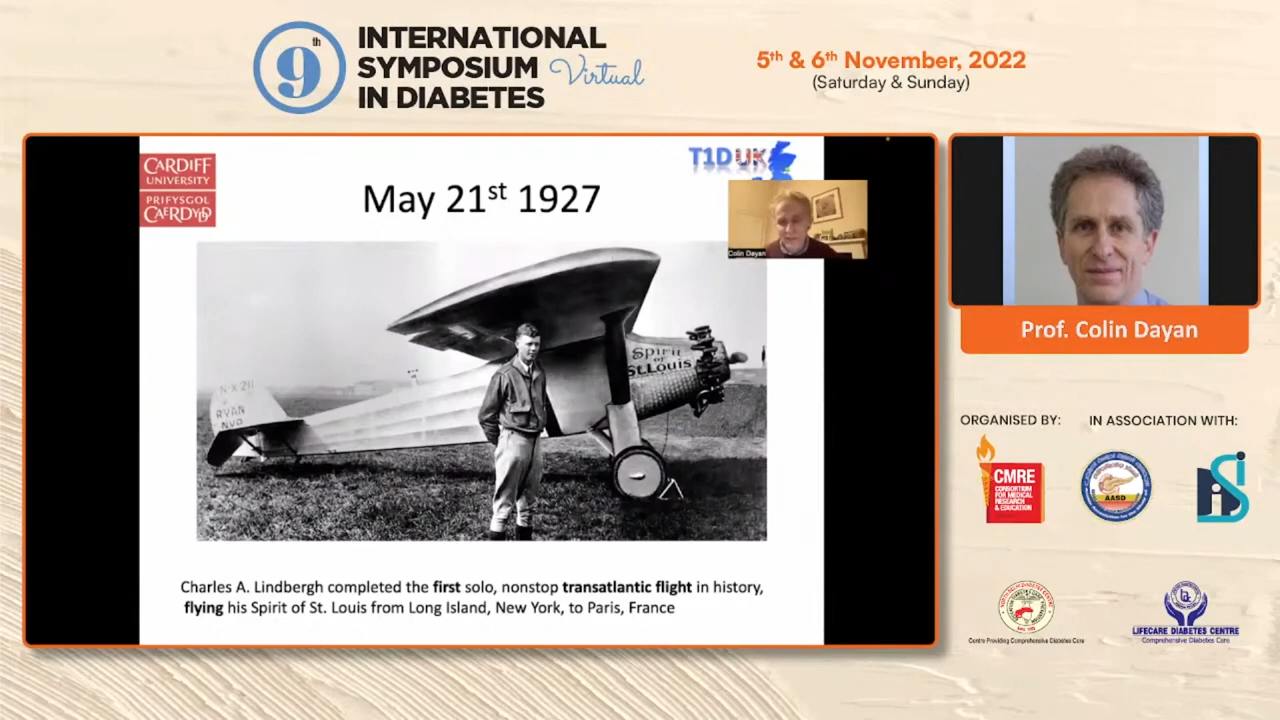 9th
INTERNATIONAL
SYMPOSIUM Virtual
IN DIABETES
5th & 6th November, 2022
(Saturday & Sunday)
CARDIFF
UNIVERSITY
PRIFYSGOL
CAERDYDD
T1D UK
May 21st 1927
Colin Dayan
Spirit
of
St.Louis
N-X 211
RYAN
NYP
Charles A. Lindbergh completed the first solo, nonstop transatlantic flight in history,
flying his Spirit of St. Louis from Long Island, New York, to Paris, France
Prof. Colin Dayan
ORGANISED BY:
IN ASSOCIATION WITH:
CMRE
CONSORTIUM
FOR MEDICAL
RESEARCH
& EDUCATION
AASD
Centre Providing Comprehensive Diabetes Care
LIFECARE DIABETES CENTRE
Comprehensive Diabetes Care